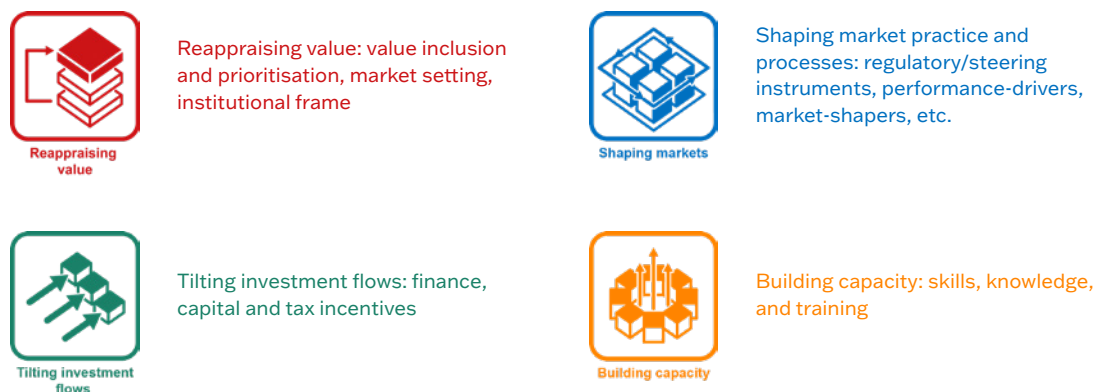 Reappraising value: value inclusion
and prioritisation, market setting,
institutional frame
Reappraising
value
Shaping market practice and
processes: regulatory/steering
instruments, performance-drivers,
market-shapers, etc.
Shaping markets
Tilting investment flows: finance,
capital and tax incentives
Tilting investment
flows
Building capacity: skills, knowledge,
and training
Building capacity